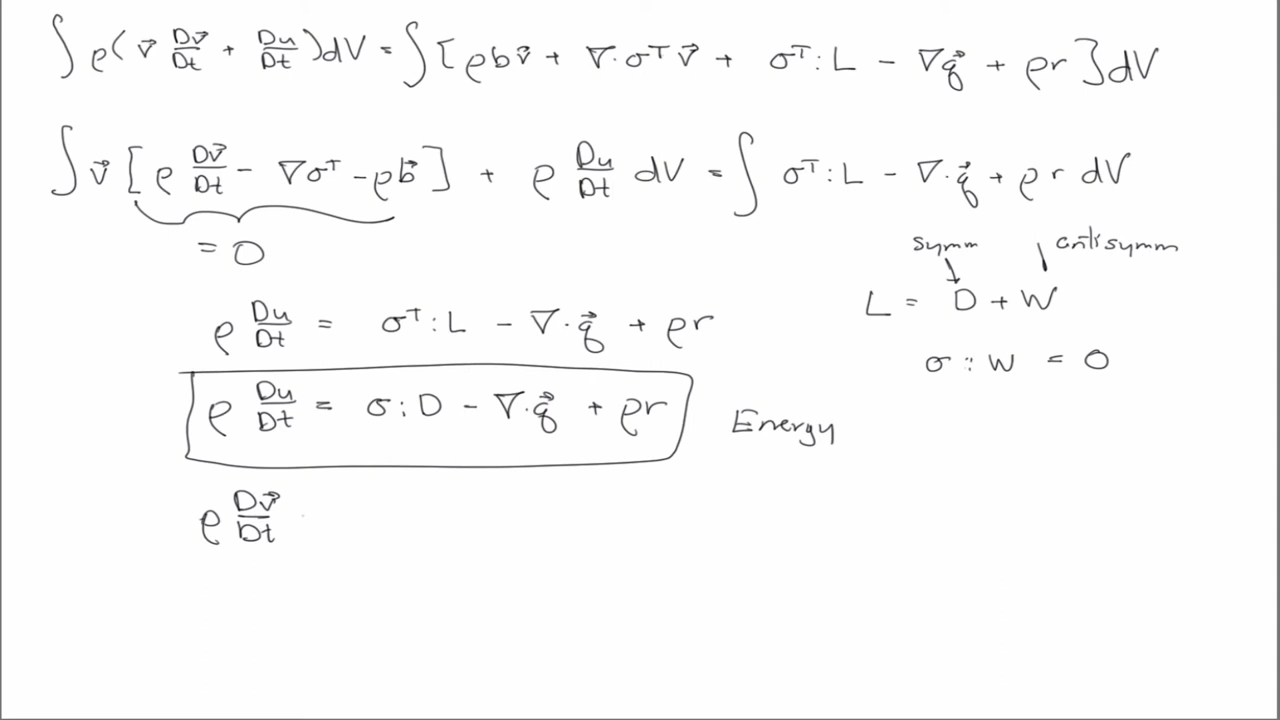 ∫ρ(v⃗ Dv⃗/Dt + Du/Dt)dV = ∫[ρbv⃗ + ∇·σᵀv⃗ + σᵀ:L − ∇q⃗ + ρr]dV
∫v⃗[ρ Dv⃗/Dt − ∇σᵀ − ρb⃗] + ρ Du/Dt dV = ∫ σᵀ:L − ∇·q⃗ + ρr dV
= 0
symm antisymm
L = D + W
ρ Du/Dt = σᵀ:L − ∇·q⃗ + ρr
σ : W = 0
ρ Du/Dt = σ:D − ∇·q⃗ + ρr Energy
ρ Dv⃗/Dt